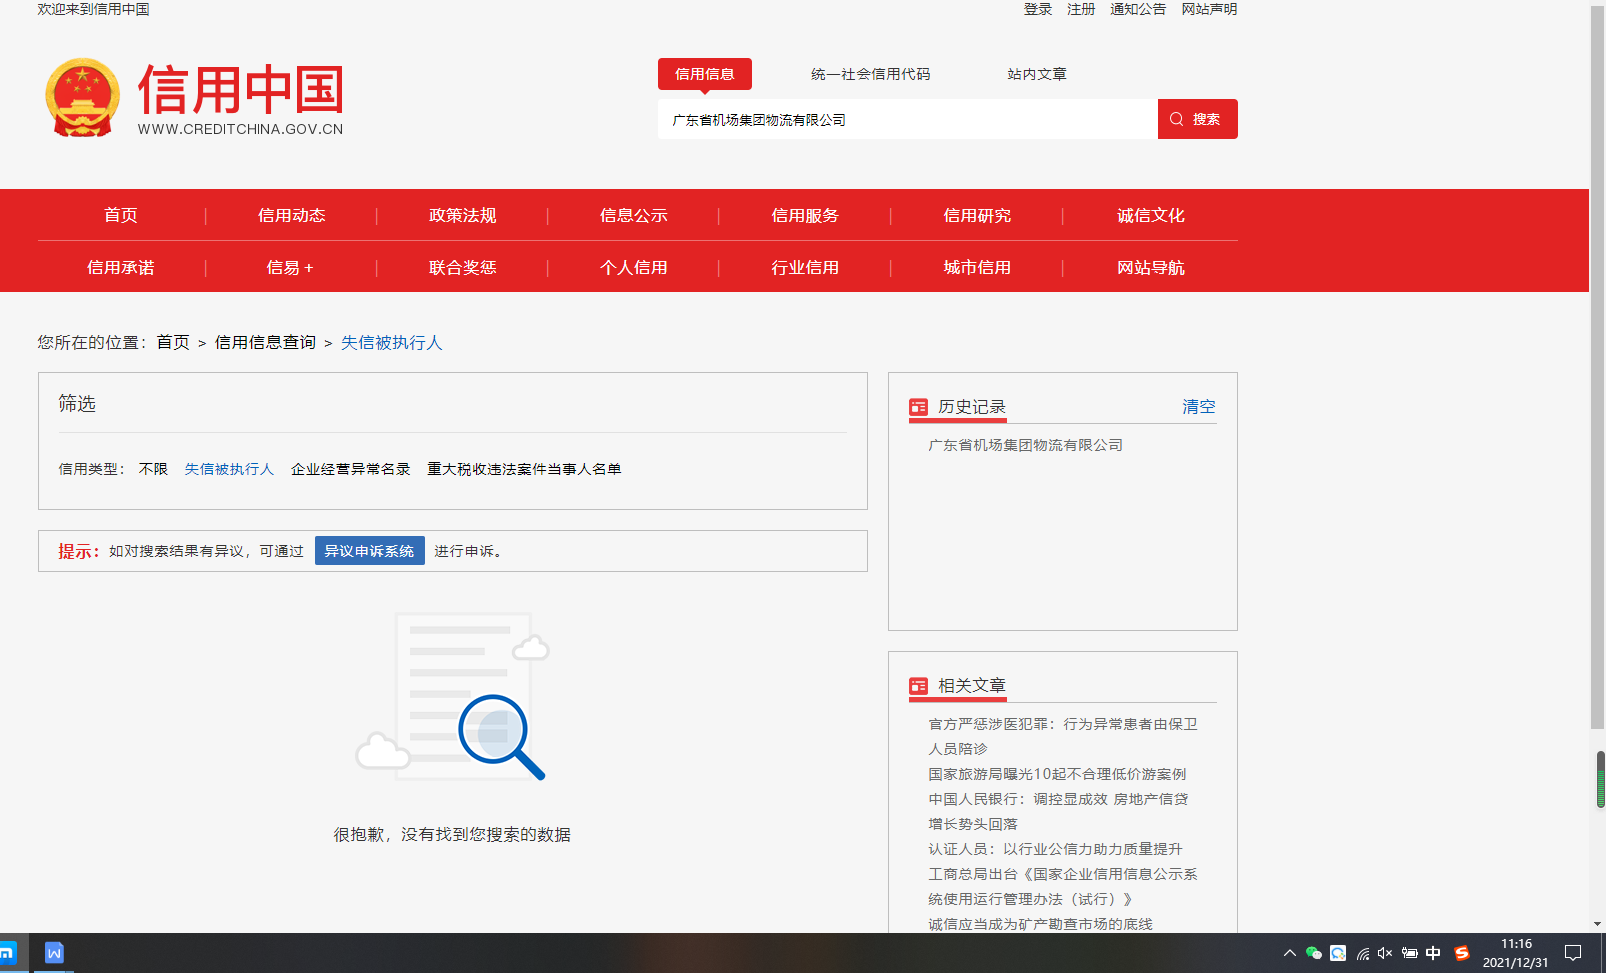 欢迎来到信用中国
登录 注册 通知公告 网站声明
信用中国
WWW.CREDITCHINA.GOV.CN
信用信息 统一社会信用代码 站内文章
广东省机场集团物流有限公司 搜索
首页 | 信用动态 | 政策法规 | 信息公示 | 信用服务 | 信用研究 | 诚信文化
信用承诺 | 信易+ | 联合奖惩 | 个人信用 | 行业信用 | 城市信用 | 网站导航
您所在的位置：首页 > 信用信息查询 > 失信被执行人
筛选
信用类型： 不限 失信被执行人 企业经营异常名录 重大税收违法案件当事人名单
提示：如对搜索结果有异议，可通过 异议申诉系统 进行申诉。
很抱歉，没有找到您搜索的数据
历史记录 清空
广东省机场集团物流有限公司
相关文章
官方严惩涉医犯罪：行为异常患者由保卫
人员陪诊
国家旅游局曝光10起不合理低价游案例
中国人民银行：调控显成效 房地产信贷
增长势头回落
认证人员：以行业公信力助力质量提升
工商总局出台《国家企业信用信息公示系
统使用运行管理办法（试行）》
诚信应当成为矿产勘查市场的底线
中
11:16
2021/12/31